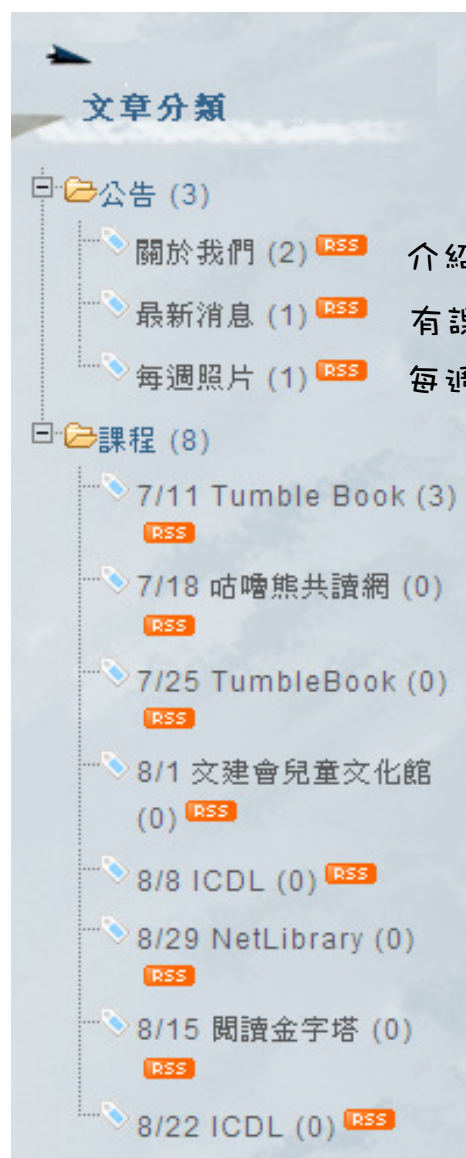 文章分類
公告 (3)
關於我們 (2) RSS 介紹
最新消息 (1) RSS 有誤
每週照片 (1) RSS 每週
課程 (8)
7/11 Tumble Book (3)
RSS
7/18 咕嚕熊共讀網 (0)
RSS
7/25 TumbleBook (0)
RSS
8/1 文建會兒童文化館
(0) RSS
8/8 ICDL (0) RSS
8/29 NetLibrary (0)
RSS
8/15 閱讀金字塔 (0)
RSS
8/22 ICDL (0) RSS